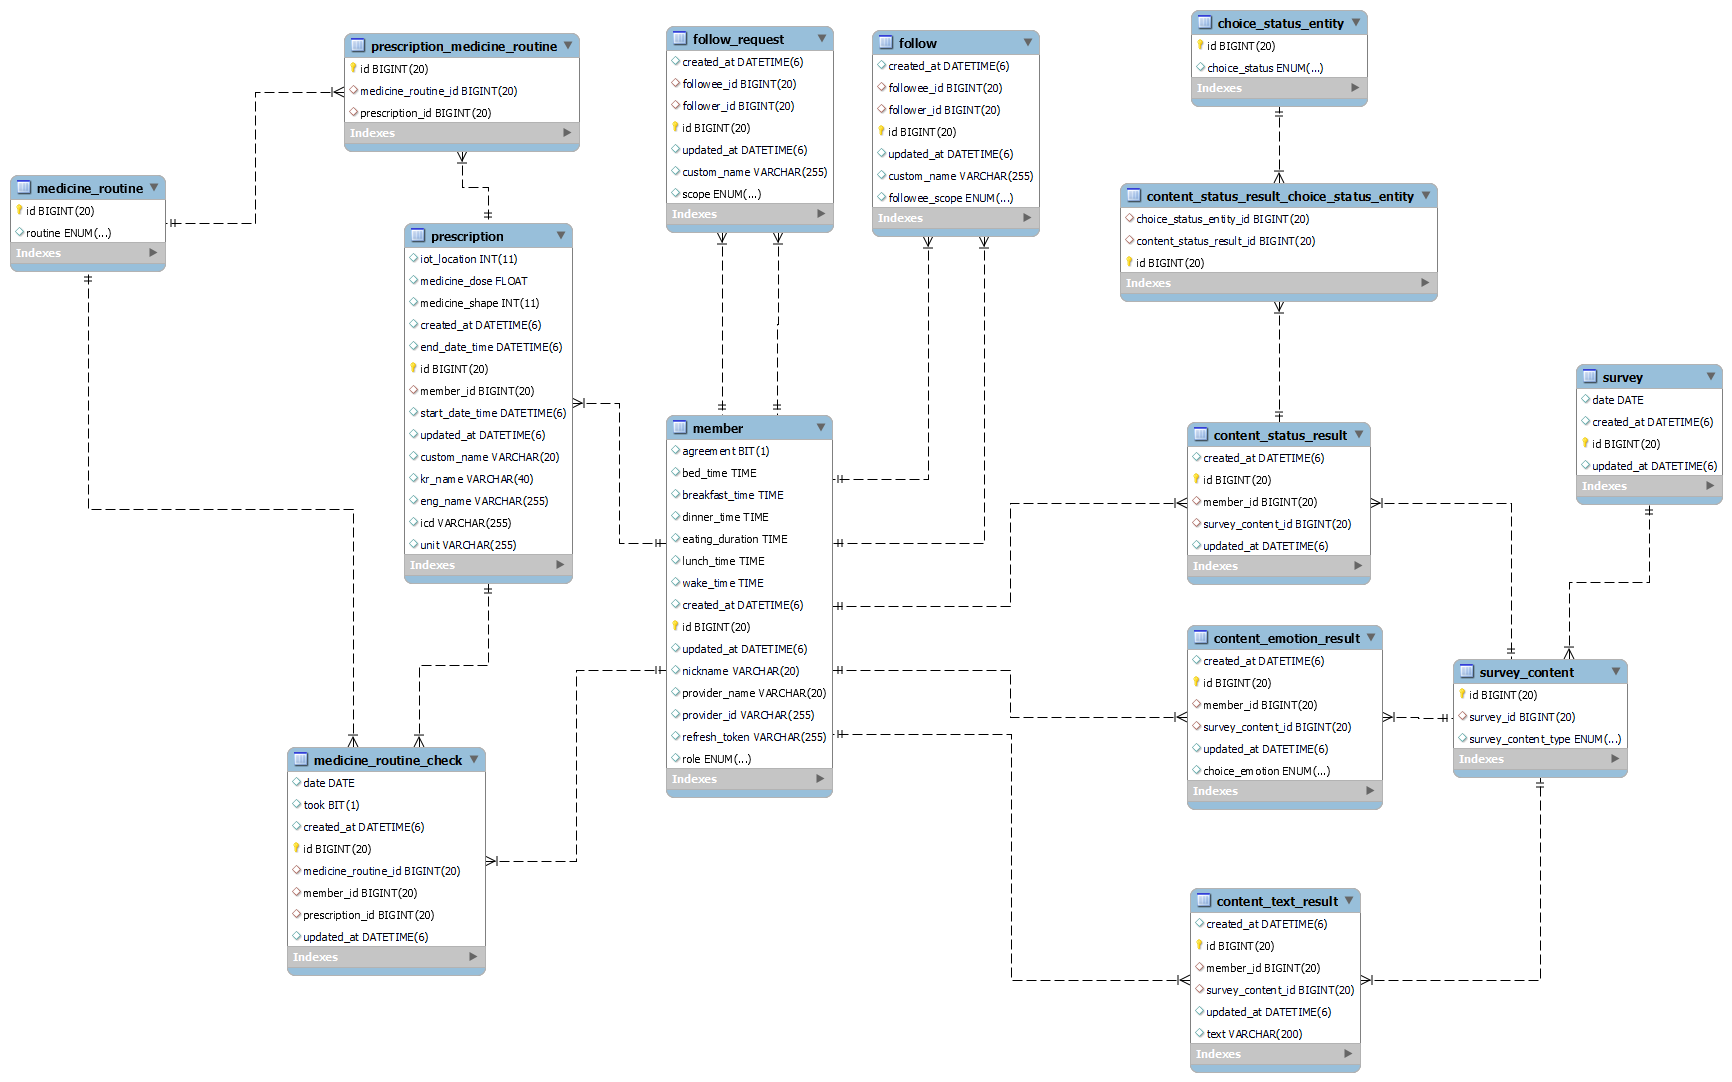 prescription_medicine_routine
id BIGINT(20)
medicine_routine_id BIGINT(20)
prescription_id BIGINT(20)
Indexes
follow_request
created_at DATETIME(6)
followee_id BIGINT(20)
follower_id BIGINT(20)
id BIGINT(20)
updated_at DATETIME(6)
custom_name VARCHAR(255)
scope ENUM(...)
Indexes
follow
created_at DATETIME(6)
followee_id BIGINT(20)
follower_id BIGINT(20)
id BIGINT(20)
updated_at DATETIME(6)
custom_name VARCHAR(255)
followee_scope ENUM(...)
Indexes
choice_status_entity
id BIGINT(20)
choice_status ENUM(...)
Indexes
medicine_routine
id BIGINT(20)
routine ENUM(...)
Indexes
content_status_result_choice_status_entity
choice_status_entity_id BIGINT(20)
content_status_result_id BIGINT(20)
id BIGINT(20)
Indexes
prescription
iot_location INT(11)
medicine_dose FLOAT
medicine_shape INT(11)
created_at DATETIME(6)
end_date_time DATETIME(6)
id BIGINT(20)
member_id BIGINT(20)
start_date_time DATETIME(6)
updated_at DATETIME(6)
custom_name VARCHAR(20)
kr_name VARCHAR(40)
eng_name VARCHAR(255)
icd VARCHAR(255)
unit VARCHAR(255)
Indexes
member
agreement BIT(1)
bed_time TIME
breakfast_time TIME
dinner_time TIME
eating_duration TIME
lunch_time TIME
wake_time TIME
created_at DATETIME(6)
id BIGINT(20)
updated_at DATETIME(6)
nickname VARCHAR(20)
provider_name VARCHAR(20)
provider_id VARCHAR(255)
refresh_token VARCHAR(255)
role ENUM(...)
Indexes
content_status_result
created_at DATETIME(6)
id BIGINT(20)
member_id BIGINT(20)
survey_content_id BIGINT(20)
updated_at DATETIME(6)
Indexes
survey
date DATE
created_at DATETIME(6)
id BIGINT(20)
updated_at DATETIME(6)
Indexes
content_emotion_result
created_at DATETIME(6)
id BIGINT(20)
member_id BIGINT(20)
survey_content_id BIGINT(20)
updated_at DATETIME(6)
choice_emotion ENUM(...)
Indexes
survey_content
id BIGINT(20)
survey_id BIGINT(20)
survey_content_type ENUM(...)
Indexes
medicine_routine_check
date DATE
took BIT(1)
created_at DATETIME(6)
id BIGINT(20)
medicine_routine_id BIGINT(20)
member_id BIGINT(20)
prescription_id BIGINT(20)
updated_at DATETIME(6)
Indexes
content_text_result
created_at DATETIME(6)
id BIGINT(20)
member_id BIGINT(20)
survey_content_id BIGINT(20)
updated_at DATETIME(6)
text VARCHAR(200)
Indexes